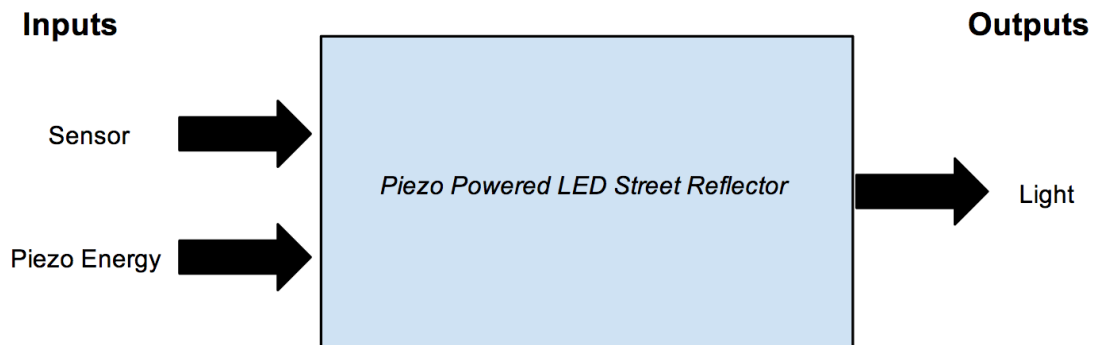 Inputs
Outputs
Sensor
Piezo Powered LED Street Reflector
Light
Piezo Energy